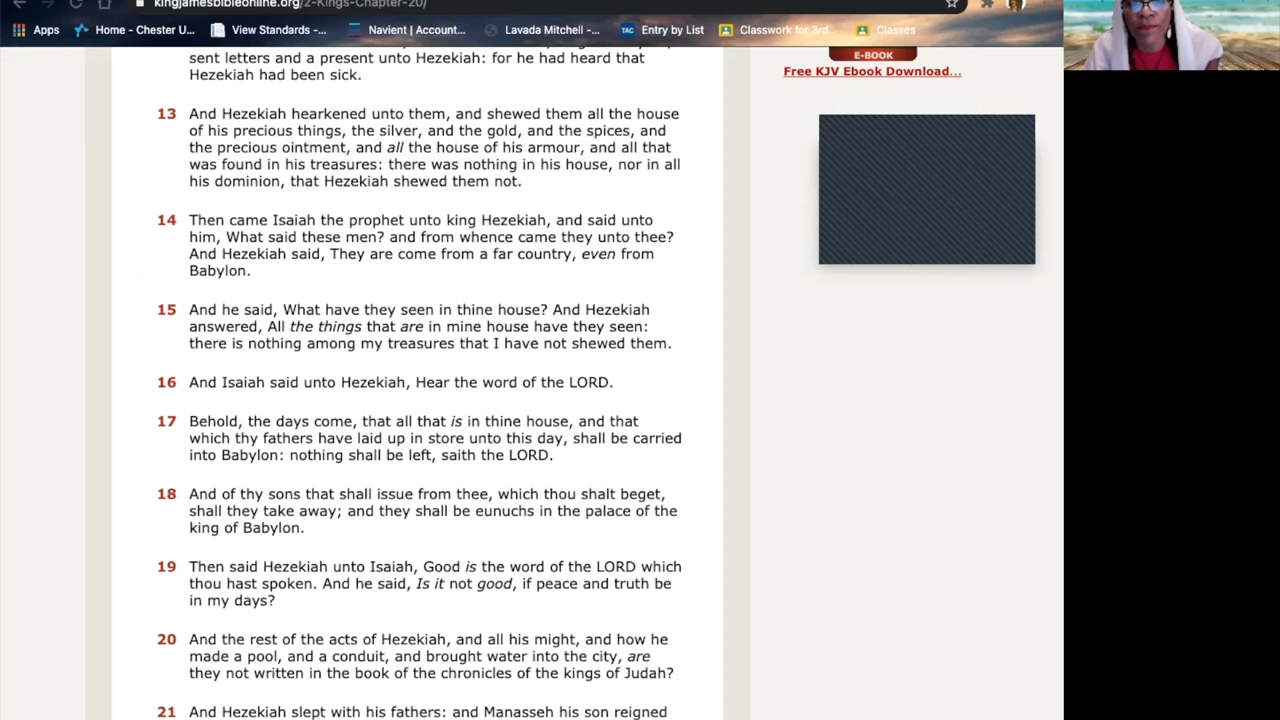 kingjamesbibleonline.org/2-Kings-Chapter-20/
Apps
Home - Chester U...
View Standards -...
Navient | Account...
Lavada Mitchell -...
TAC
Entry by List
Classwork for 3rd...
Classes
sent letters and a present unto Hezekiah: for he had heard that
Hezekiah had been sick.
13 And Hezekiah hearkened unto them, and shewed them all the house
of his precious things, the silver, and the gold, and the spices, and
the precious ointment, and all the house of his armour, and all that
was found in his treasures: there was nothing in his house, nor in all
his dominion, that Hezekiah shewed them not.
14 Then came Isaiah the prophet unto king Hezekiah, and said unto
him, What said these men? and from whence came they unto thee?
And Hezekiah said, They are come from a far country, even from
Babylon.
15 And he said, What have they seen in thine house? And Hezekiah
answered, All the things that are in mine house have they seen:
there is nothing among my treasures that I have not shewed them.
16 And Isaiah said unto Hezekiah, Hear the word of the LORD.
17 Behold, the days come, that all that is in thine house, and that
which thy fathers have laid up in store unto this day, shall be carried
into Babylon: nothing shall be left, saith the LORD.
18 And of thy sons that shall issue from thee, which thou shalt beget,
shall they take away; and they shall be eunuchs in the palace of the
king of Babylon.
19 Then said Hezekiah unto Isaiah, Good is the word of the LORD which
thou hast spoken. And he said, Is it not good, if peace and truth be
in my days?
20 And the rest of the acts of Hezekiah, and all his might, and how he
made a pool, and a conduit, and brought water into the city, are
they not written in the book of the chronicles of the kings of Judah?
21 And Hezekiah slept with his fathers: and Manasseh his son reigned
E-BOOK
Free KJV Ebook Download...